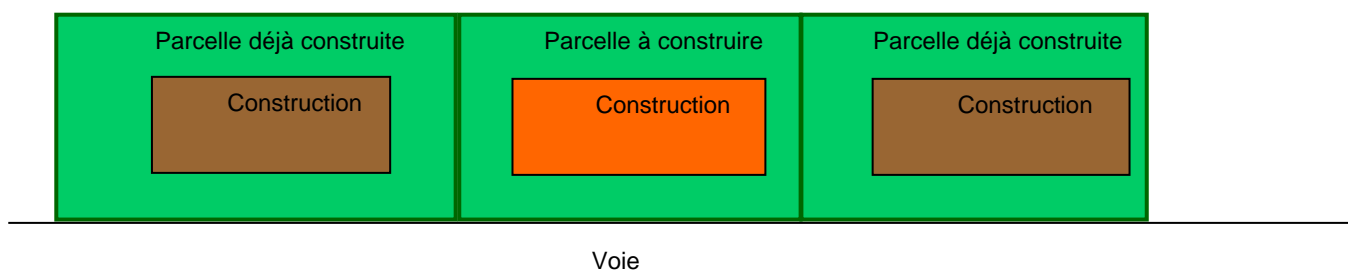 Parcelle déjà construite
Parcelle à construire
Parcelle déjà construite
Construction
Construction
Construction
Voie